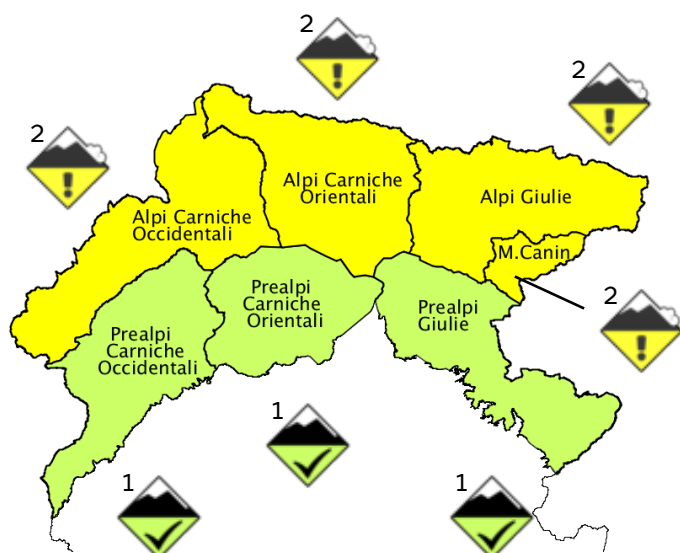 2
2
2
Alpi Carniche
Orientali
Alpi Giulie
Alpi Carniche
Occidentali
M.Canin
Prealpi
Carniche
Orientali
Prealpi
Giulie
2
Prealpi
Carniche
Occidentali
1
1
1